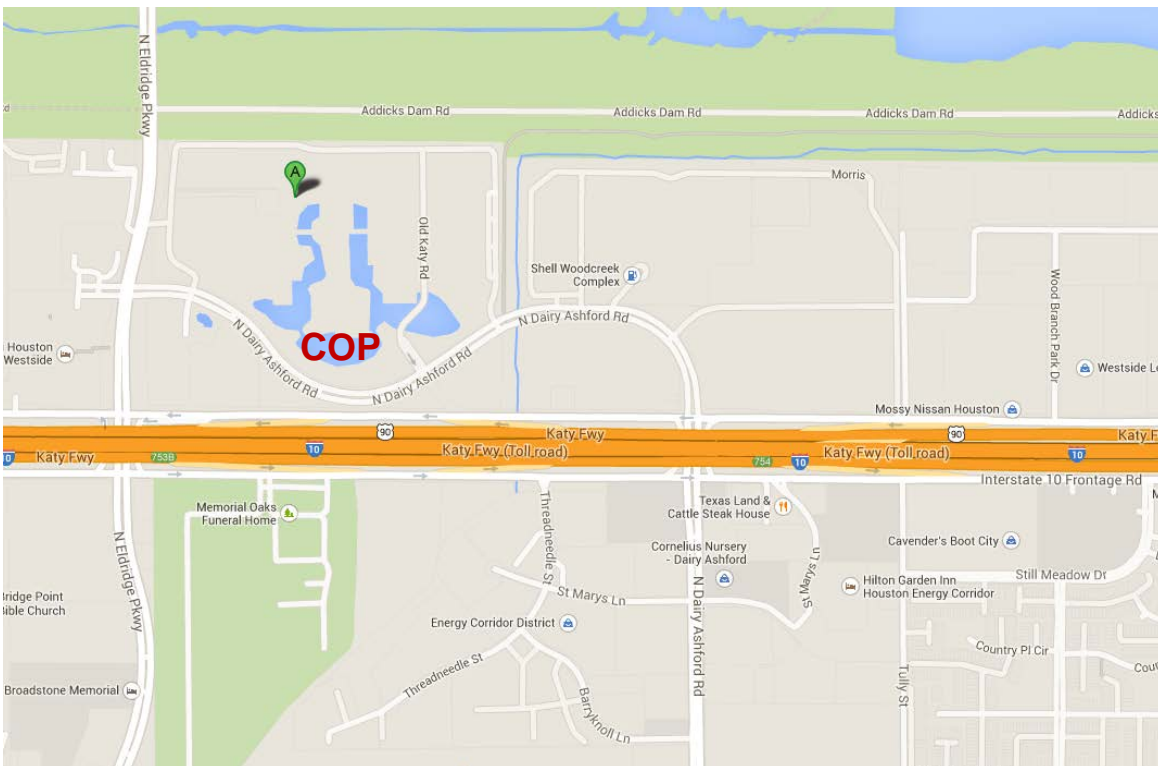 N Eldridge Pkwy
Addicks Dam Rd
Addicks Dam Rd
Addicks Dam Rd
Addicks
A
Morris
Old Katy Rd
Shell Woodcreek
Complex
Wood Branch Park Dr
N Dairy Ashford Rd
N Dairy Ashford Rd
N Dairy Ashford Rd
COP
Houston
Westside
Westside
Mossy Nissan Houston
90
Katy Fwy
90
Katy F
Katy Fwy
753B
10
Katy Fwy (Toll road)
754
10
Katy Fwy (Toll road)
10
10
Interstate 10 Frontage Rd
Memorial Oaks
Funeral Home
Threadneedle St
Texas Land &
Cattle Steak House
St Marys Ln
Cavender's Boot City
N Eldridge Pkwy
Cornelius Nursery
- Dairy Ashford
Still Meadow Dr
Hilton Garden Inn
Houston Energy Corridor
St Marys Ln
Bridge Point
Bible Church
Energy Corridor District
N Dairy Ashford Rd
Country Pl Cir
Cou
Threadneedle St
Tully St
Broadstone Memorial
Barryknoll Ln